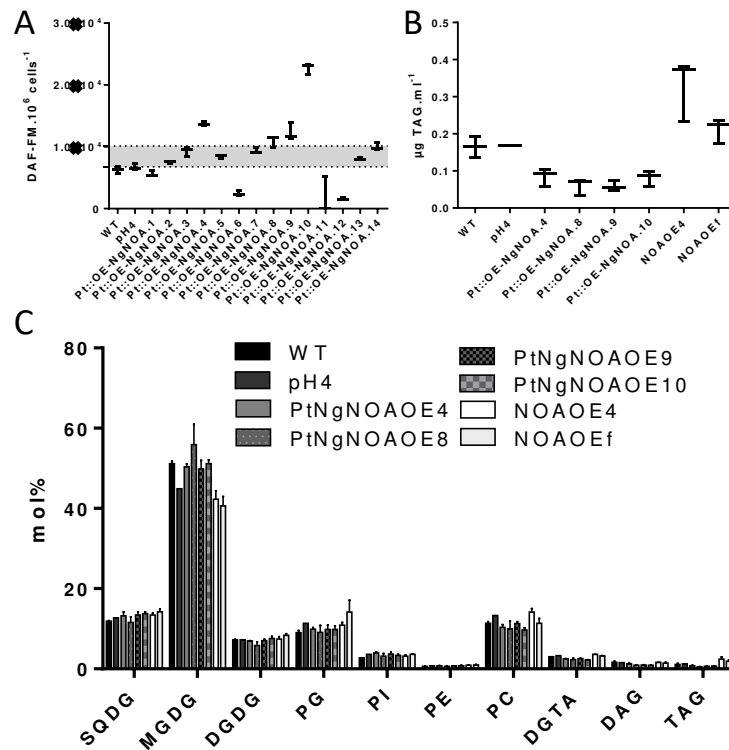 A
DAF-FM.10⁶ cells⁻¹
3.0 10⁴
2.0 10⁴
1.0 10⁴
0
WT
pH4
Pt::OE-NgNOA.1
Pt::OE-NgNOA.2
Pt::OE-NgNOA.3
Pt::OE-NgNOA.4
Pt::OE-NgNOA.5
Pt::OE-NgNOA.6
Pt::OE-NgNOA.7
Pt::OE-NgNOA.8
Pt::OE-NgNOA.9
Pt::OE-NgNOA.10
Pt::OE-NgNOA.11
Pt::OE-NgNOA.12
Pt::OE-NgNOA.13
Pt::OE-NgNOA.14
B
µg TAG.ml⁻¹
0.5
0.4
0.3
0.2
0.1
0.0
WT
pH4
Pt::OE-NgNOA.4
Pt::OE-NgNOA.8
Pt::OE-NgNOA.9
Pt::OE-NgNOA.10
NOAOE4
NOAOEf
C
WT
pH4
PtNgNOAOE4
PtNgNOAOE8
PtNgNOAOE9
PtNgNOAOE10
NOAOE4
NOAOEf
mol%
80
60
40
20
0
SQDG
MGDG
DGDG
PG
PI
PE
PC
DGTA
DAG
TAG